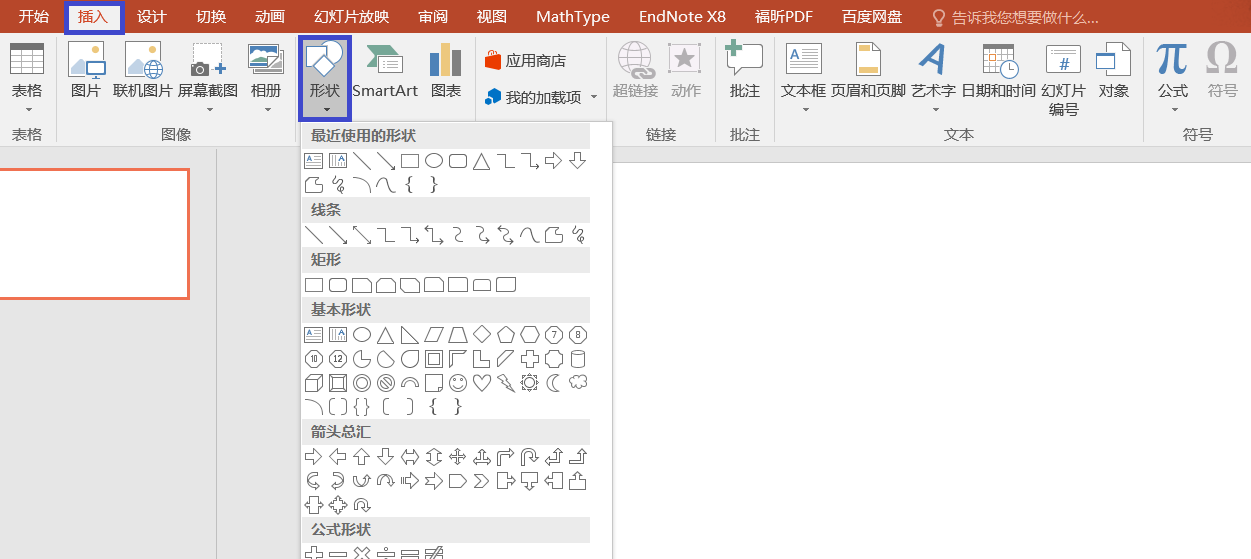 开始 插入 设计 切换 动画 幻灯片放映 审阅 视图 MathType EndNote X8 福昕PDF 百度网盘 告诉我您想要做什么...
表格 图片 联机图片 屏幕截图 相册 形状 SmartArt 图表 应用商店 我的加载项 超链接 动作 批注 文本框 页眉和页脚 艺术字 日期和时间 幻灯片编号 对象 公式 符号
表格 图像 链接 批注 文本 符号
最近使用的形状
线条
矩形
基本形状
7 8
10 12
箭头总汇
公式形状